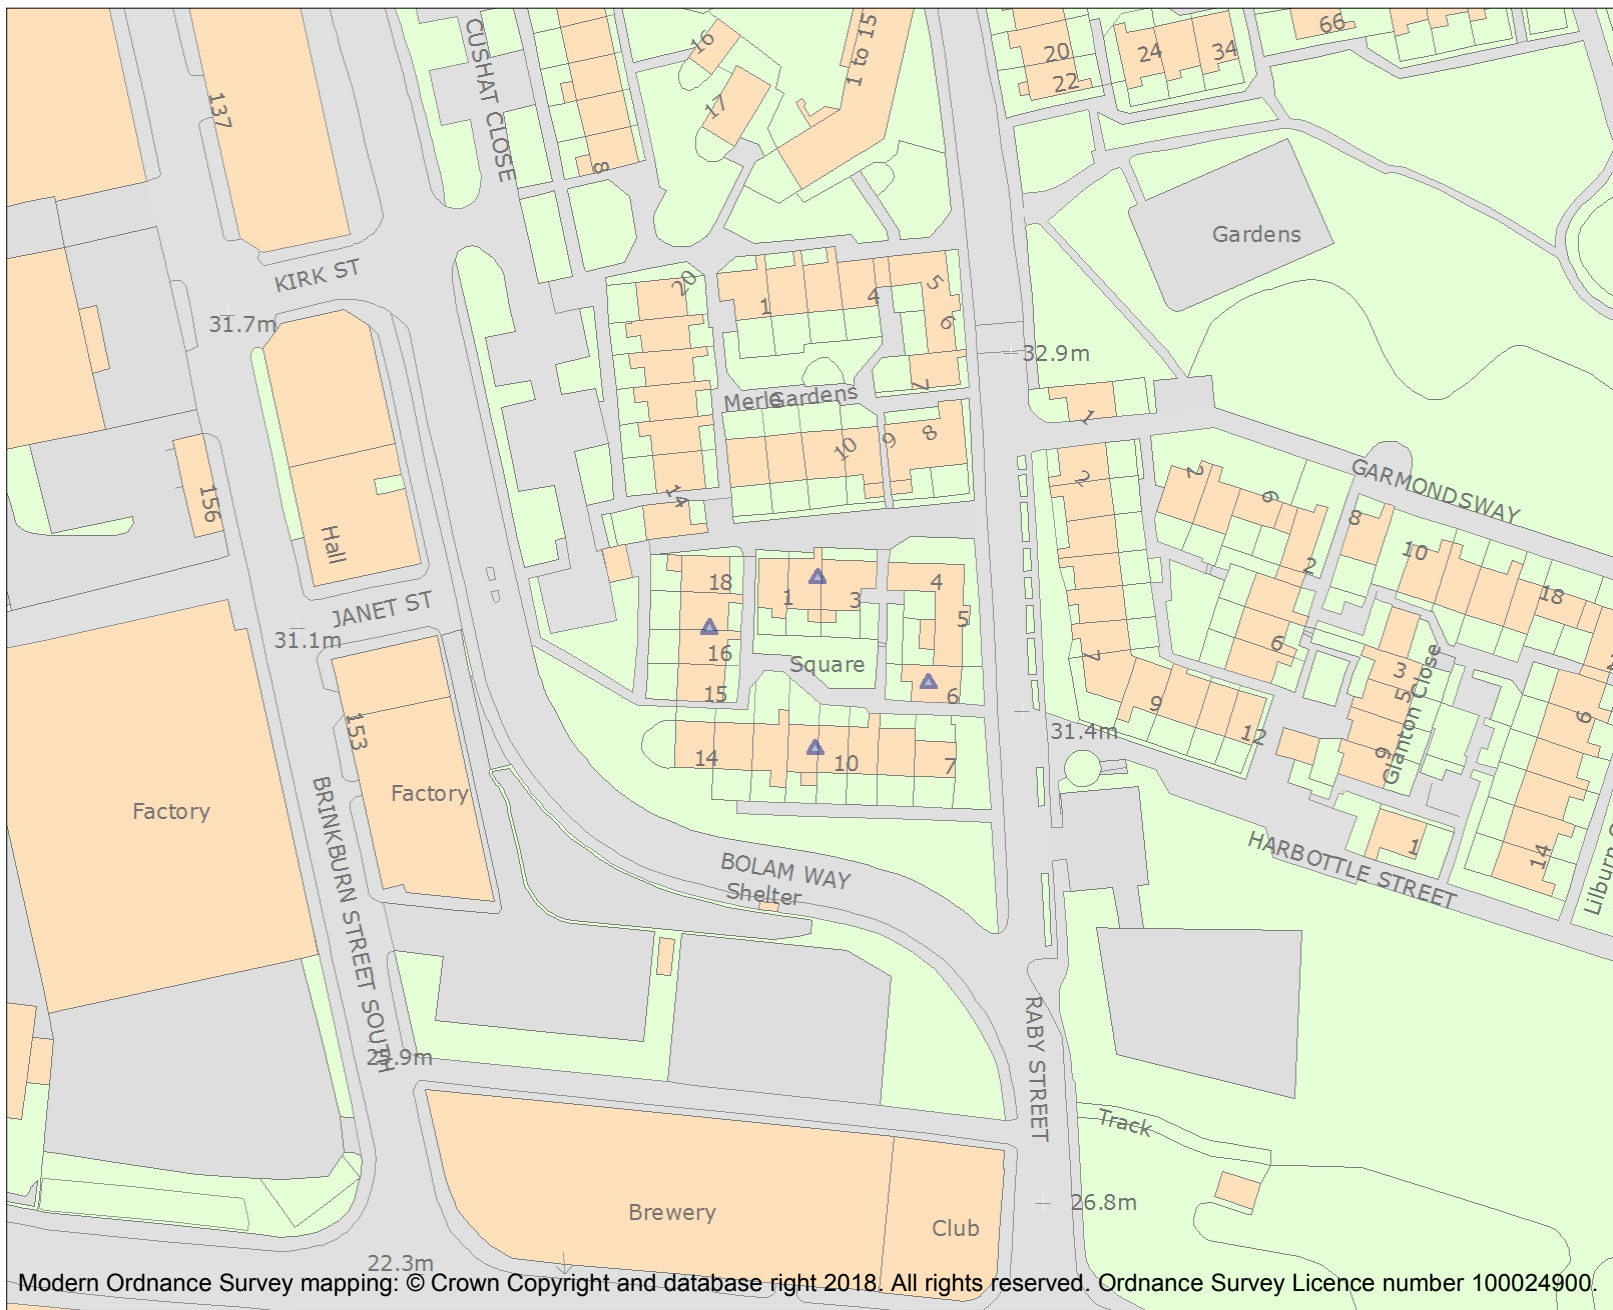 CUSHAT CLOSE
16
1 to 15
20
22
24
34
66
137
17
8
Gardens
KIRK ST
31.7m
20
1
4
5
6
7
32.9m
Merle Gardens
1
10
9
8
14
2
2
6
GARMONDSWAY
8
10
18
2
156
Hall
JANET ST
31.1m
18
1
3
4
5
16
Square
15
6
7
9
12
6
3
5
9
Glanton Close
6
31.4m
153
14
10
7
Factory
Factory
BRINKBURN STREET SOUTH
BOLAM WAY
Shelter
HARBOTTLE STREET
1
14
Lilburn
25.9m
RABY STREET
Track
26.8m
Brewery
Club
22.3m
Modern Ordnance Survey mapping: © Crown Copyright and database right 2018. All rights reserved. Ordnance Survey Licence number 100024900.